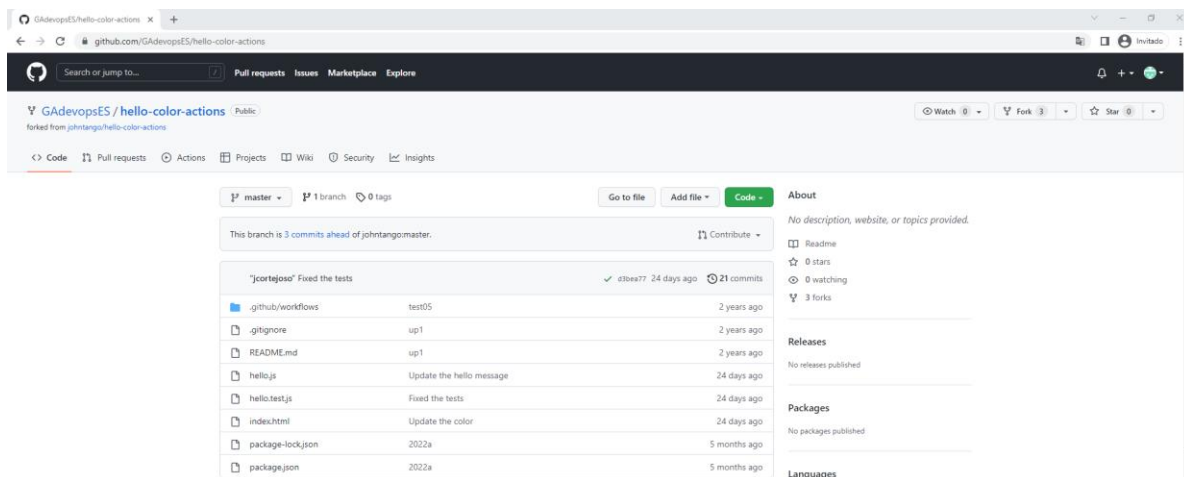 GAdevopsES/hello-color-actions
github.com/GAdevopsES/hello-color-actions
Invitado
Search or jump to... / Pull requests Issues Marketplace Explore
GAdevopsES / hello-color-actions Public
Watch 0 Fork 3 Star 0
forked from johntango/hello-color-actions
<> Code Pull requests Actions Projects Wiki Security Insights
master 1 branch 0 tags Go to file Add file Code
This branch is 3 commits ahead of johntango:master. Contribute
"jcortejoso" Fixed the tests d3bea77 24 days ago 21 commits
.github/workflows test05 2 years ago
.gitignore up1 2 years ago
README.md up1 2 years ago
hello.js Update the hello message 24 days ago
hello.test.js Fixed the tests 24 days ago
index.html Update the color 24 days ago
package-lock.json 2022a 5 months ago
package.json 2022a 5 months ago
About
No description, website, or topics provided.
Readme
0 stars
0 watching
3 forks
Releases
No releases published
Packages
No packages published
Languages